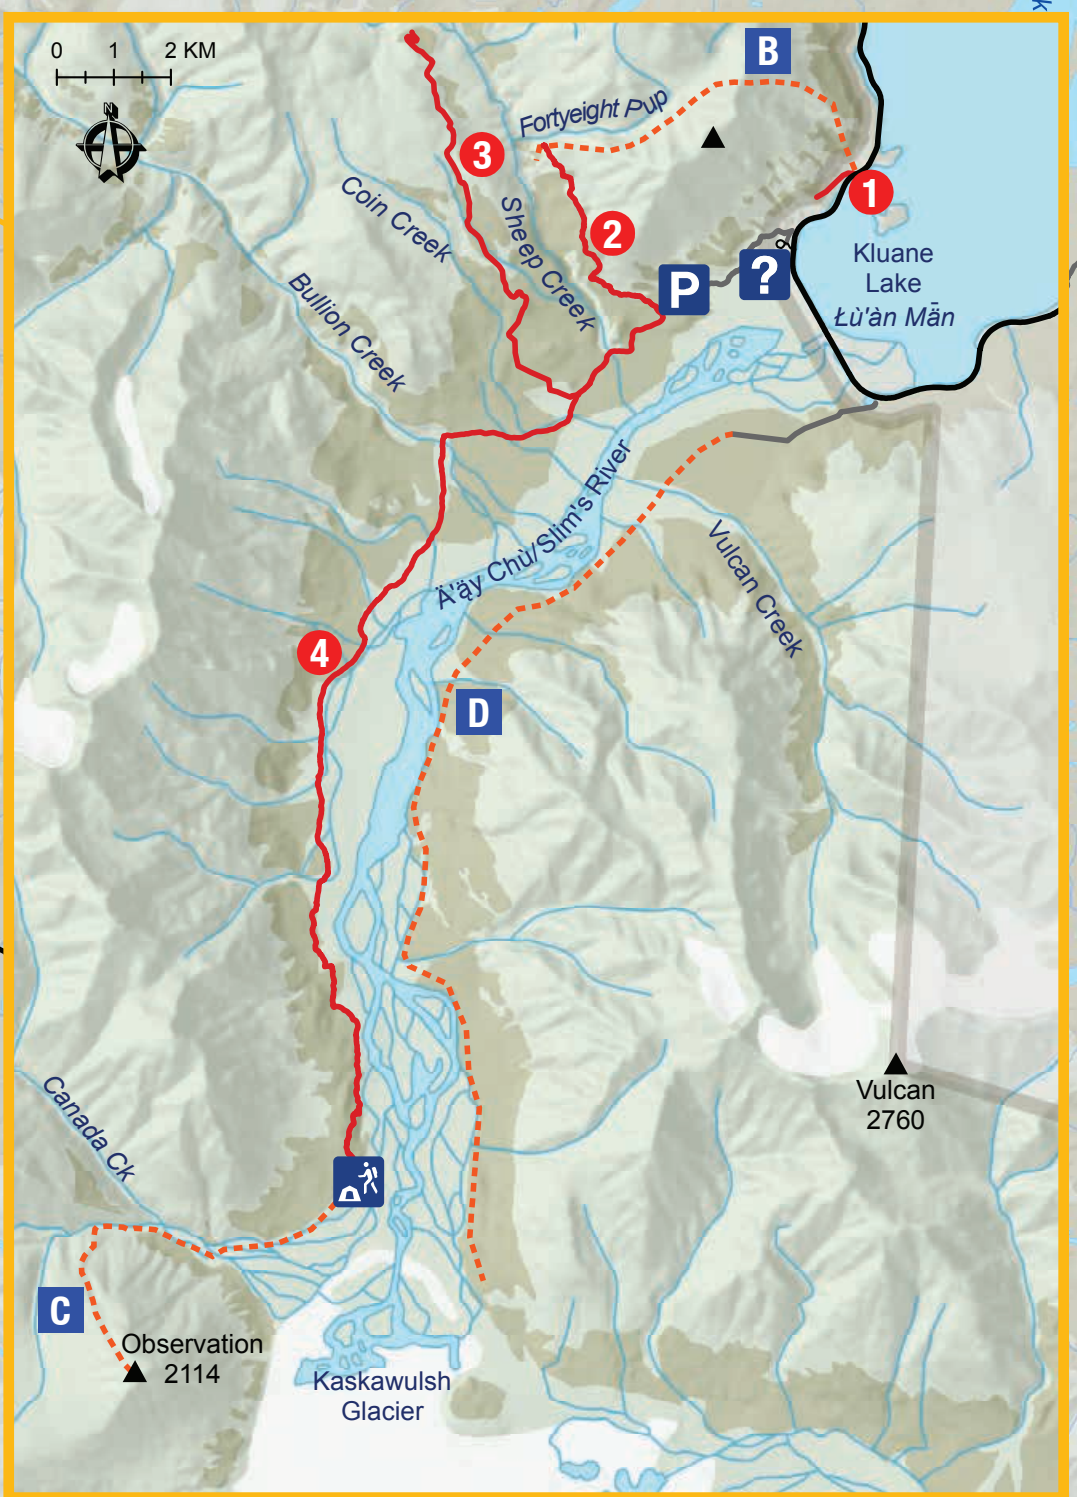 0 1 2 KM
N
B
Fortyeight Pup
3
Coin Creek
Sheep Creek
1
2
Bullion Creek
P
?
Kluane
Lake
Łù'àn Mān
Ä'äy Chù/Slim's River
Vulcan Creek
4
D
Vulcan
2760
Canada Ck
C
Observation
2114
Kaskawulsh
Glacier